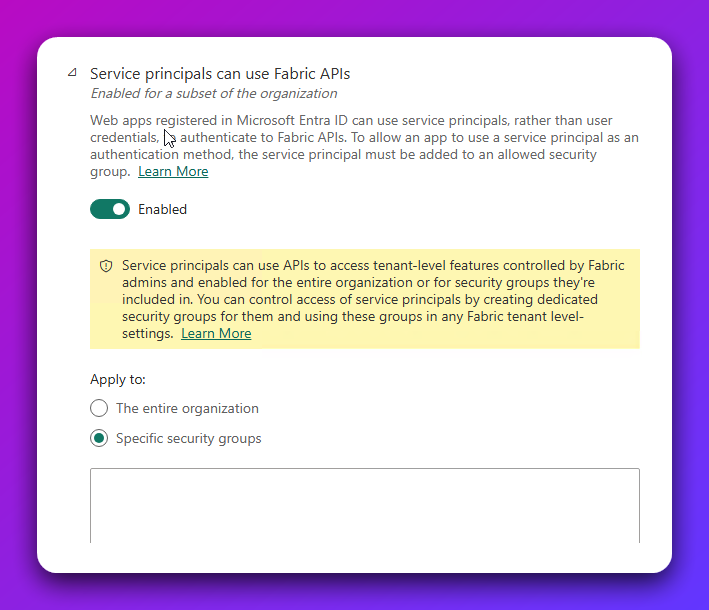 Service principals can use Fabric APIs
Enabled for a subset of the organization
Web apps registered in Microsoft Entra ID can use service principals, rather than user
credentials, authenticate to Fabric APIs. To allow an app to use a service principal as an
authentication method, the service principal must be added to an allowed security
group. Learn More
Enabled
Service principals can use APIs to access tenant-level features controlled by Fabric
admins and enabled for the entire organization or for security groups they're
included in. You can control access of service principals by creating dedicated
security groups for them and using these groups in any Fabric tenant level-
settings. Learn More
Apply to:
The entire organization
Specific security groups